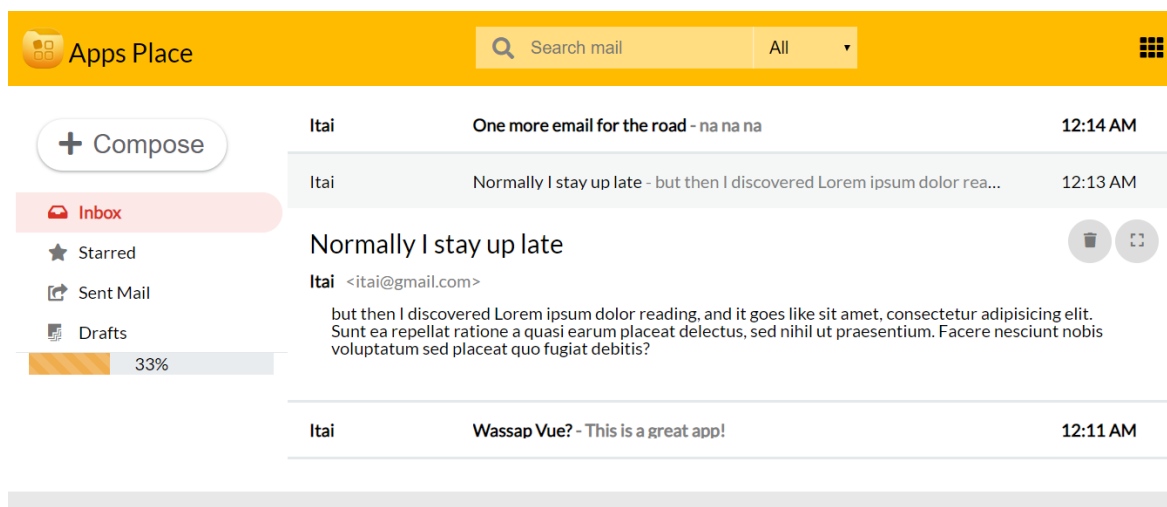 Apps Place
Search mail
All
Compose
Inbox
Starred
Sent Mail
Drafts
33%
Itai One more email for the road - na na na 12:14 AM
Itai Normally I stay up late - but then I discovered Lorem ipsum dolor rea... 12:13 AM
Normally I stay up late
Itai <itai@gmail.com>
but then I discovered Lorem ipsum dolor reading, and it goes like sit amet, consectetur adipisicing elit.
Sunt ea repellat ratione a quasi earum placeat delectus, sed nihil ut praesentium. Facere nesciunt nobis
voluptatum sed placeat quo fugiat debitis?
Itai Wassap Vue? - This is a great app! 12:11 AM